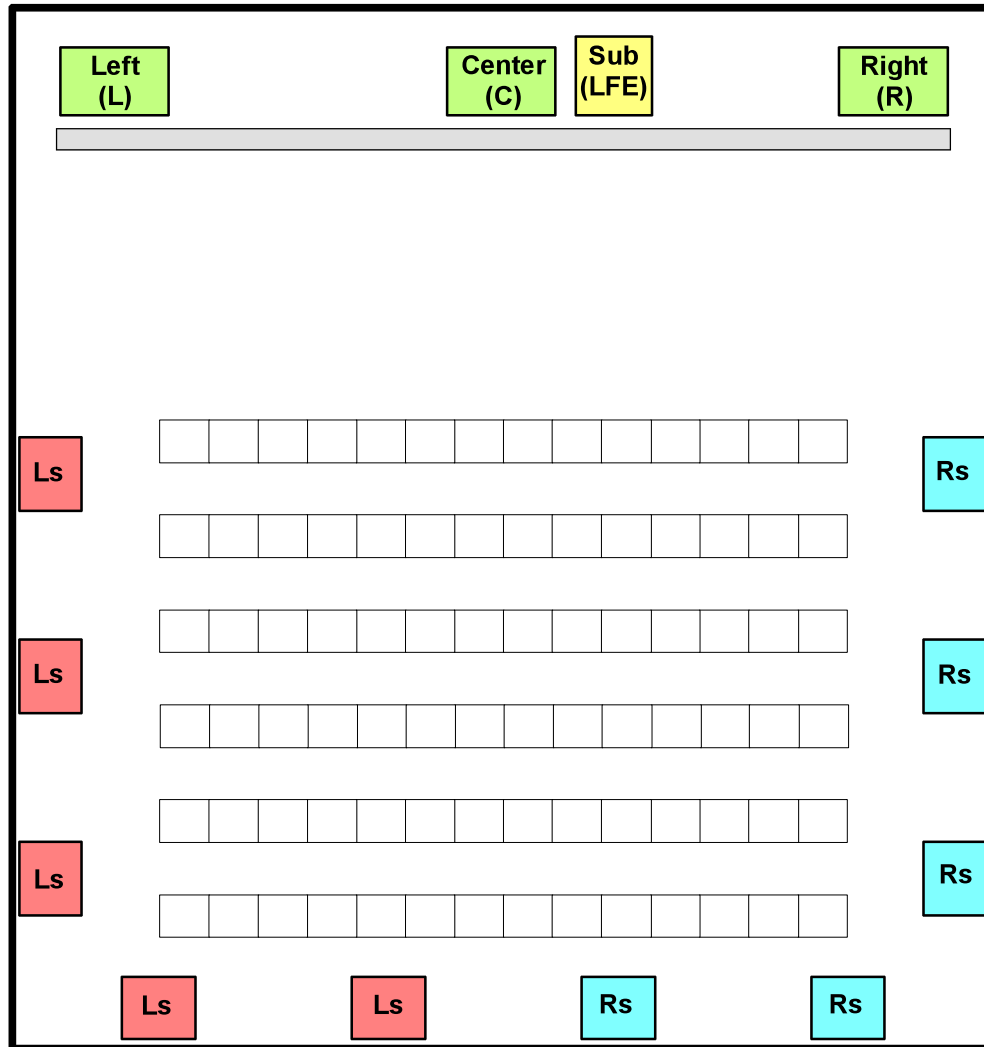 Left
(L)
Center
(C)
Sub
(LFE)
Right
(R)
Ls
Rs
Ls
Rs
Ls
Rs
Ls
Ls
Rs
Rs